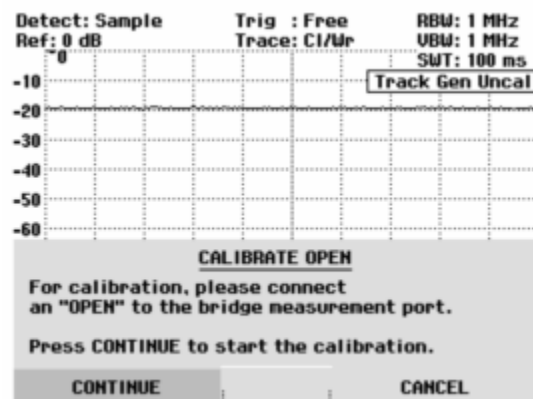 Detect: Sample Trig : Free RBW: 1 MHz
Ref: 0 dB Trace: Cl/Wr VBW: 1 MHz
0 SWT: 100 ms
Track Gen Uncal
-10
-20
-30
-40
-50
-60
CALIBRATE OPEN
For calibration, please connect
an "OPEN" to the bridge measurement port.
Press CONTINUE to start the calibration.
CONTINUE CANCEL